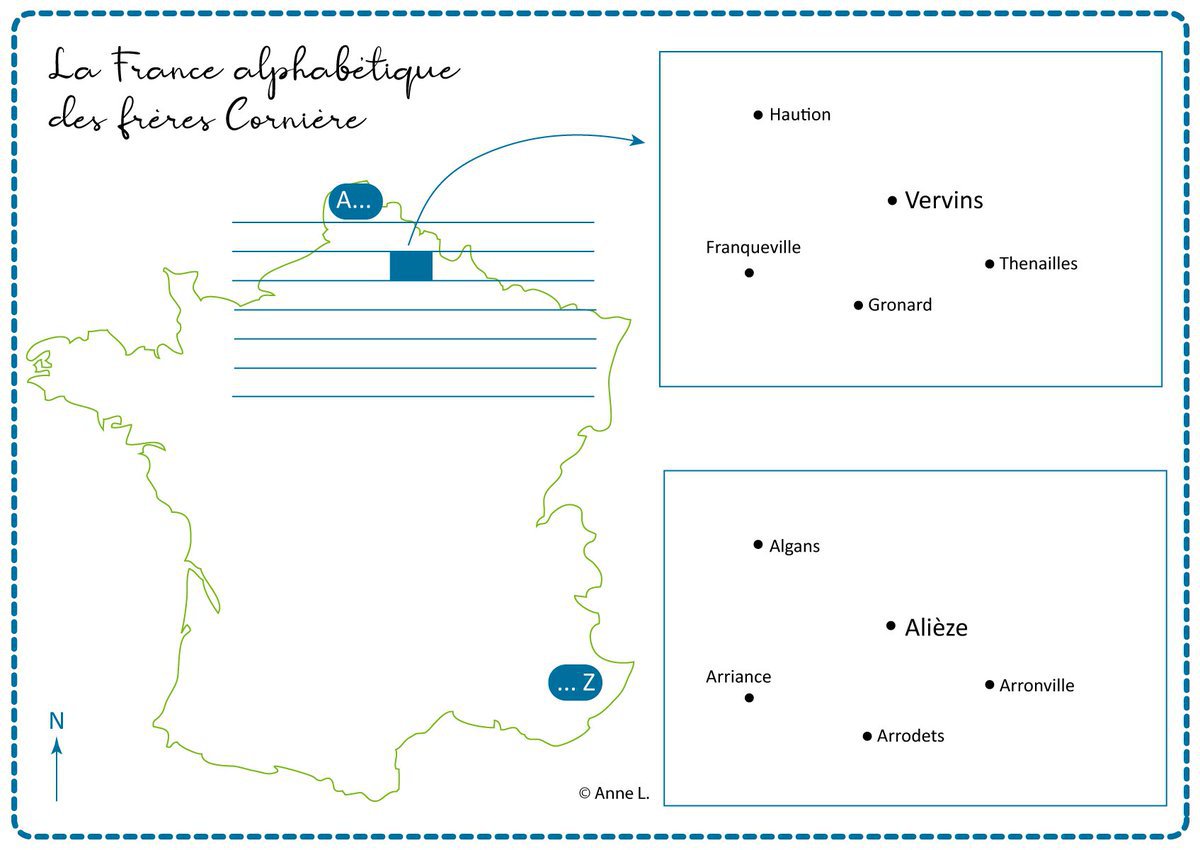 La France alphabétique
des frères Cornière
A...
... Z
N
© Anne L.
Haution
Vervins
Franqueville
Thenailles
Gronard
Algans
Alièze
Arriance
Arronville
Arrodets